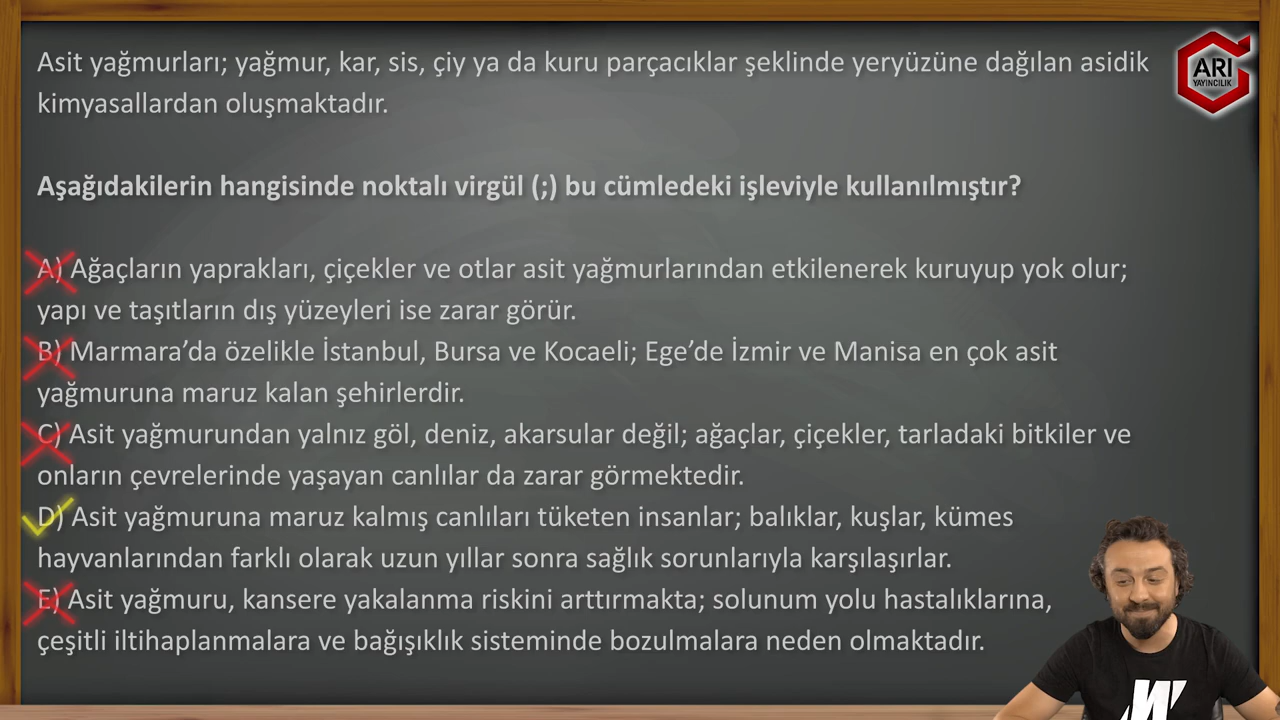 Asit yağmurları; yağmur, kar, sis, çiy ya da kuru parçacıklar şeklinde yeryüzüne dağılan asidik
kimyasallardan oluşmaktadır.
ARI
YAYINCILIK
Aşağıdakilerin hangisinde noktalı virgül (;) bu cümledeki işleviyle kullanılmıştır?
A) Ağaçların yaprakları, çiçekler ve otlar asit yağmurlarından etkilenerek kuruyup yok olur;
yapı ve taşıtların dış yüzeyleri ise zarar görür.
B) Marmara’da özelikle İstanbul, Bursa ve Kocaeli; Ege’de İzmir ve Manisa en çok asit
yağmuruna maruz kalan şehirlerdir.
C) Asit yağmurundan yalnız göl, deniz, akarsular değil; ağaçlar, çiçekler, tarladaki bitkiler ve
onların çevrelerinde yaşayan canlılar da zarar görmektedir.
D) Asit yağmuruna maruz kalmış canlıları tüketen insanlar; balıklar, kuşlar, kümes
hayvanlarından farklı olarak uzun yıllar sonra sağlık sorunlarıyla karşılaşırlar.
E) Asit yağmuru, kansere yakalanma riskini arttırmakta; solunum yolu hastalıklarına,
çeşitli iltihaplanmalara ve bağışıklık sisteminde bozulmalara neden olmaktadır.